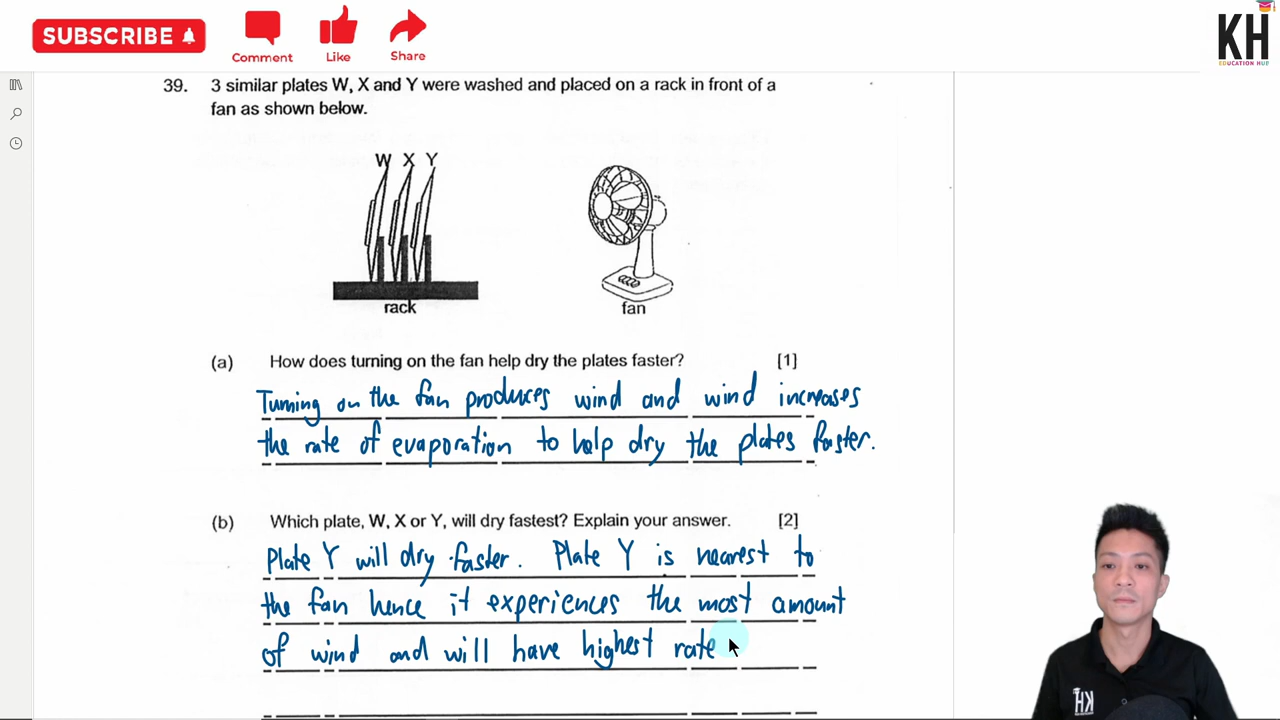 SUBSCRIBE
Comment
Like
Share
KH
EDUCATION HUB
39. 3 similar plates W, X and Y were washed and placed on a rack in front of a
fan as shown below.
W X Y
rack
fan
(a) How does turning on the fan help dry the plates faster? [1]
Turning on the fan produces wind and wind increases
the rate of evaporation to help dry the plates faster.
(b) Which plate, W, X or Y, will dry fastest? Explain your answer. [2]
Plate Y will dry faster. Plate Y is nearest to
the fan hence it experiences the most amount
of wind and will have highest rate
KH